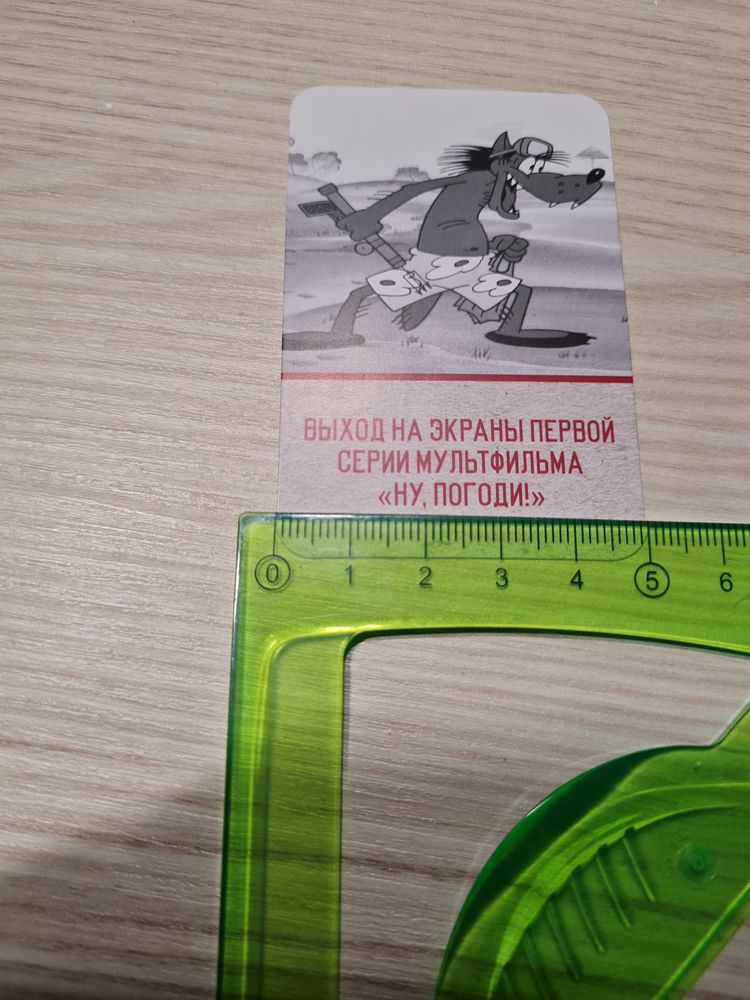 ВЫХОД НА ЭКРАНЫ ПЕРВОЙ
СЕРИИ МУЛЬТФИЛЬМА
«НУ, ПОГОДИ!»
0 1 2 3 4 5 6